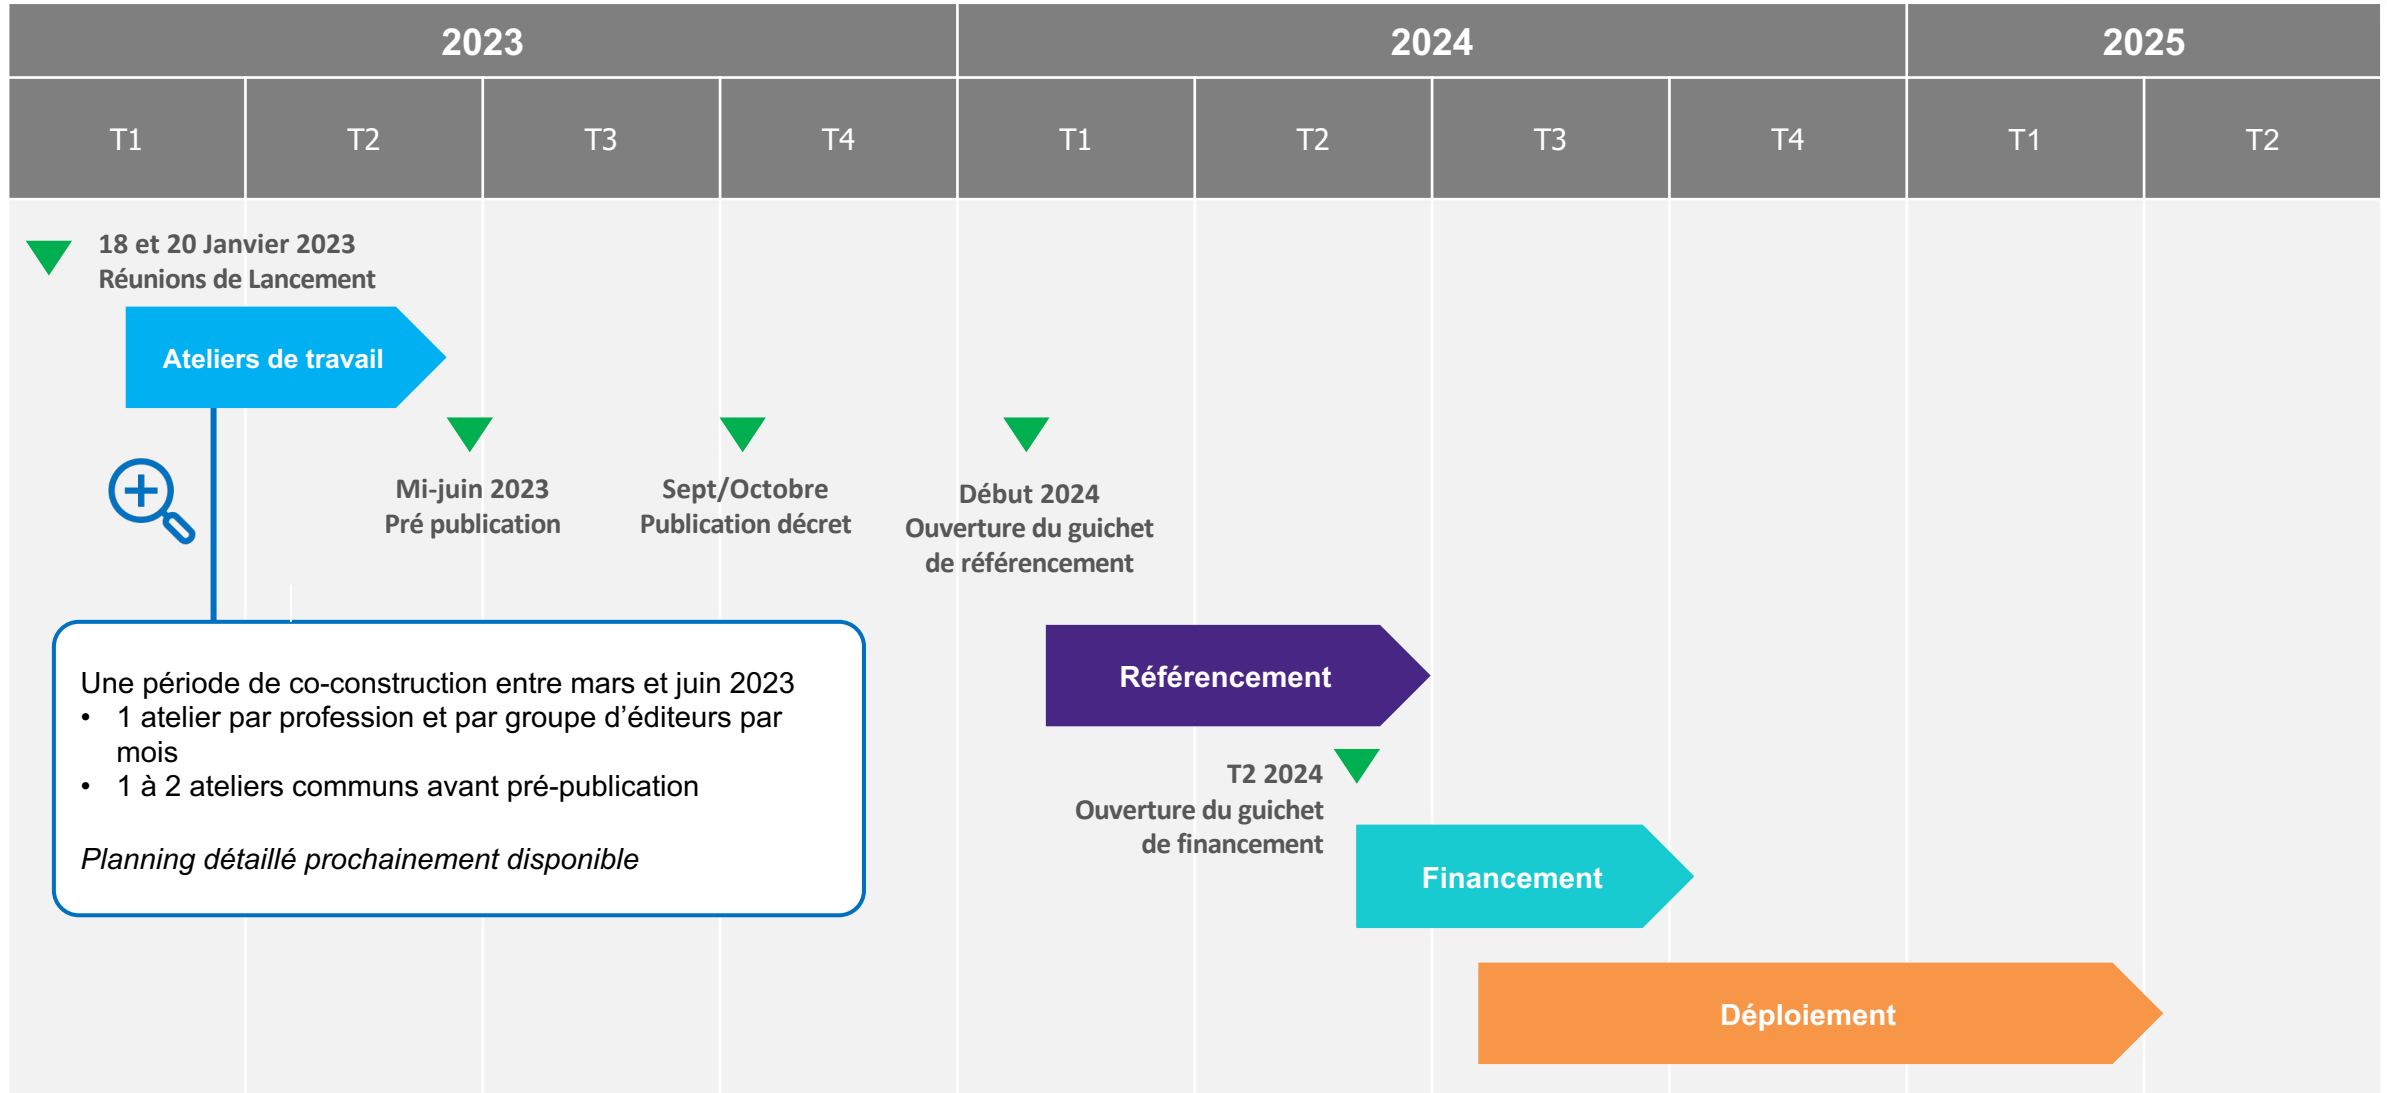 2023
2024
2025
T1
T2
T3
T4
T1
T2
T3
T4
T1
T2
18 et 20 Janvier 2023
Réunions de Lancement
Ateliers de travail
Mi-juin 2023
Pré publication
Sept/Octobre
Publication décret
Début 2024
Ouverture du guichet
de référencement
Une période de co-construction entre mars et juin 2023
• 1 atelier par profession et par groupe d’éditeurs par
mois
• 1 à 2 ateliers communs avant pré-publication
Planning détaillé prochainement disponible
Référencement
T2 2024
Ouverture du guichet
de financement
Financement
Déploiement